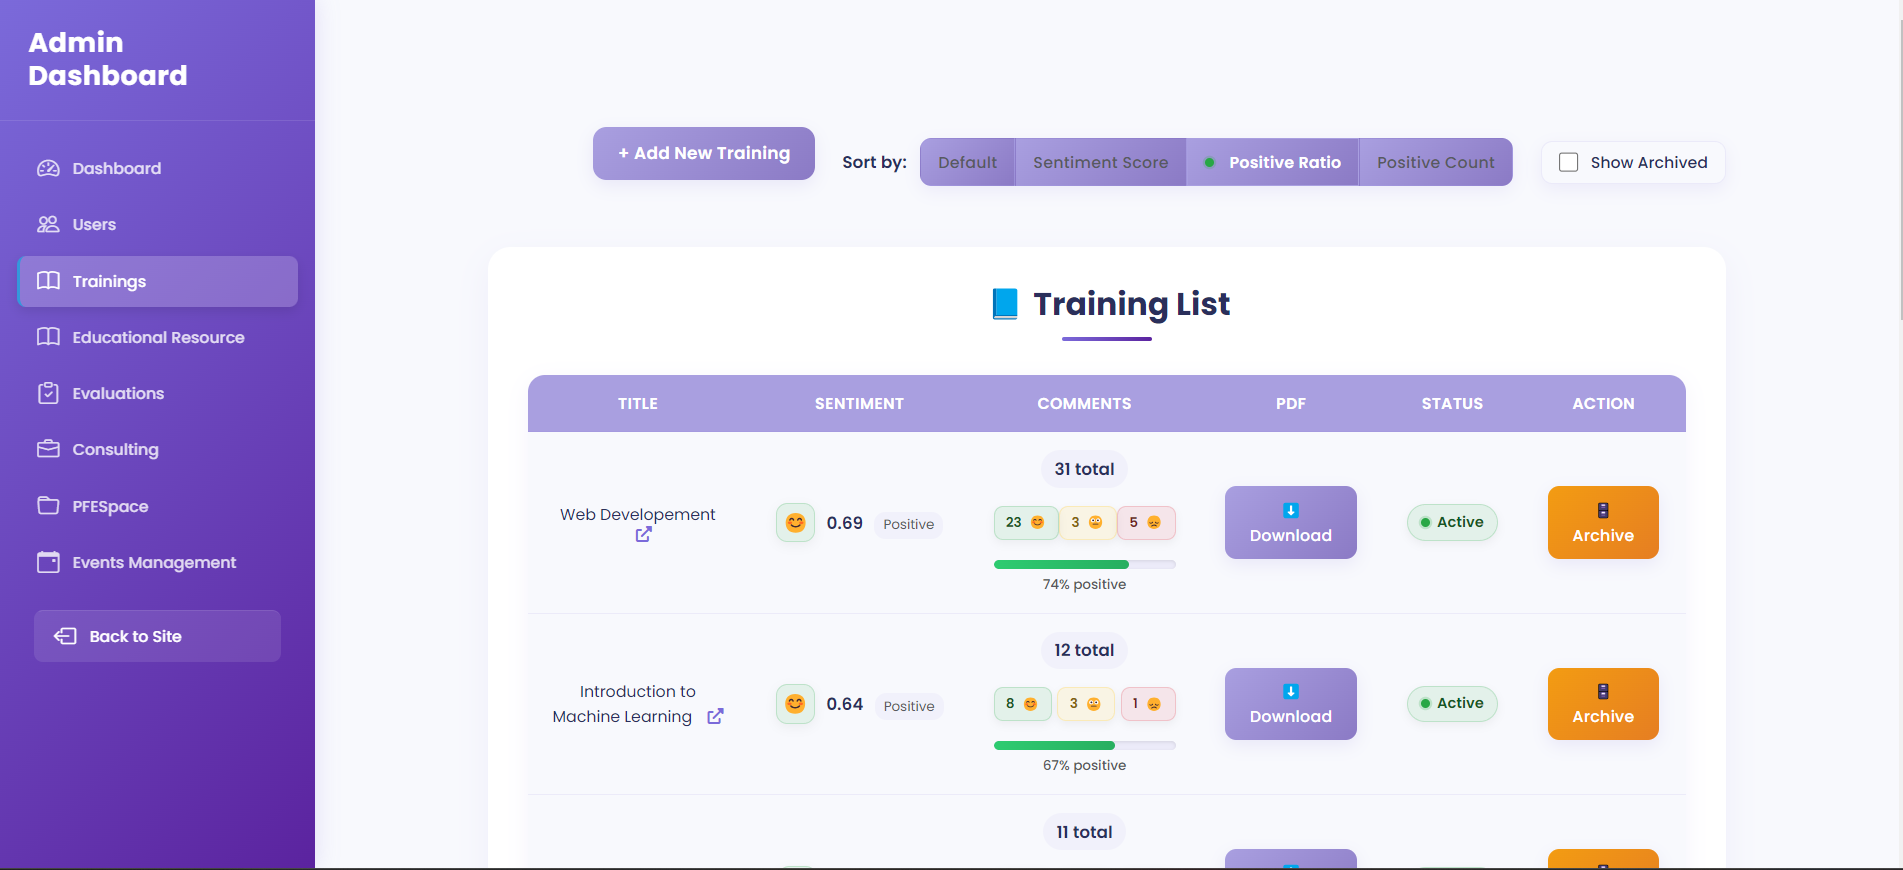 Admin
Dashboard
Dashboard
Users
Trainings
Educational Resource
Evaluations
Consulting
PFESpace
Events Management
Back to Site
+ Add New Training
Sort by:
Default
Sentiment Score
Positive Ratio
Positive Count
Show Archived
Training List
TITLE SENTIMENT COMMENTS PDF STATUS ACTION
31 total
Web Developement
0.69 Positive
23 3 5
74% positive
Download
Active
Archive
12 total
Introduction to
Machine Learning
0.64 Positive
8 3 1
67% positive
Download
Active
Archive
11 total